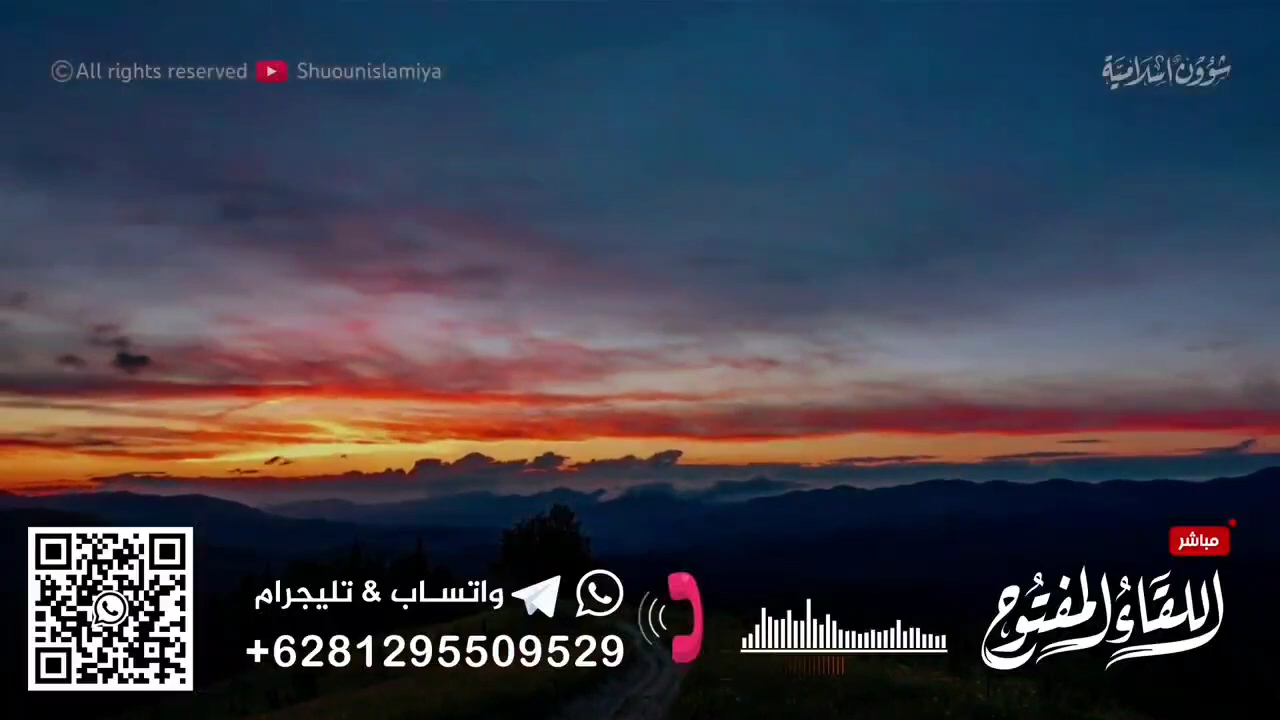 ©All rights reserved Shuounislamiya
شؤون إسلامية
مباشر
اللقاء المفتوح
واتساب & تليجرام
+6281295509529